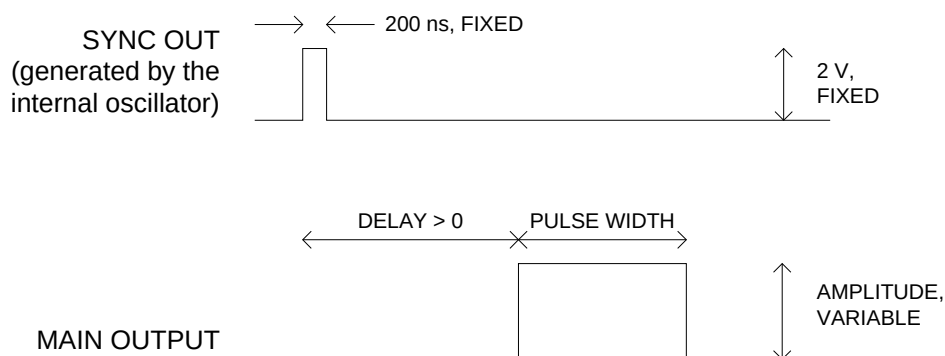 200 ns, FIXED
SYNC OUT
(generated by the
internal oscillator)
2 V,
FIXED
DELAY > 0
PULSE WIDTH
AMPLITUDE,
VARIABLE
MAIN OUTPUT